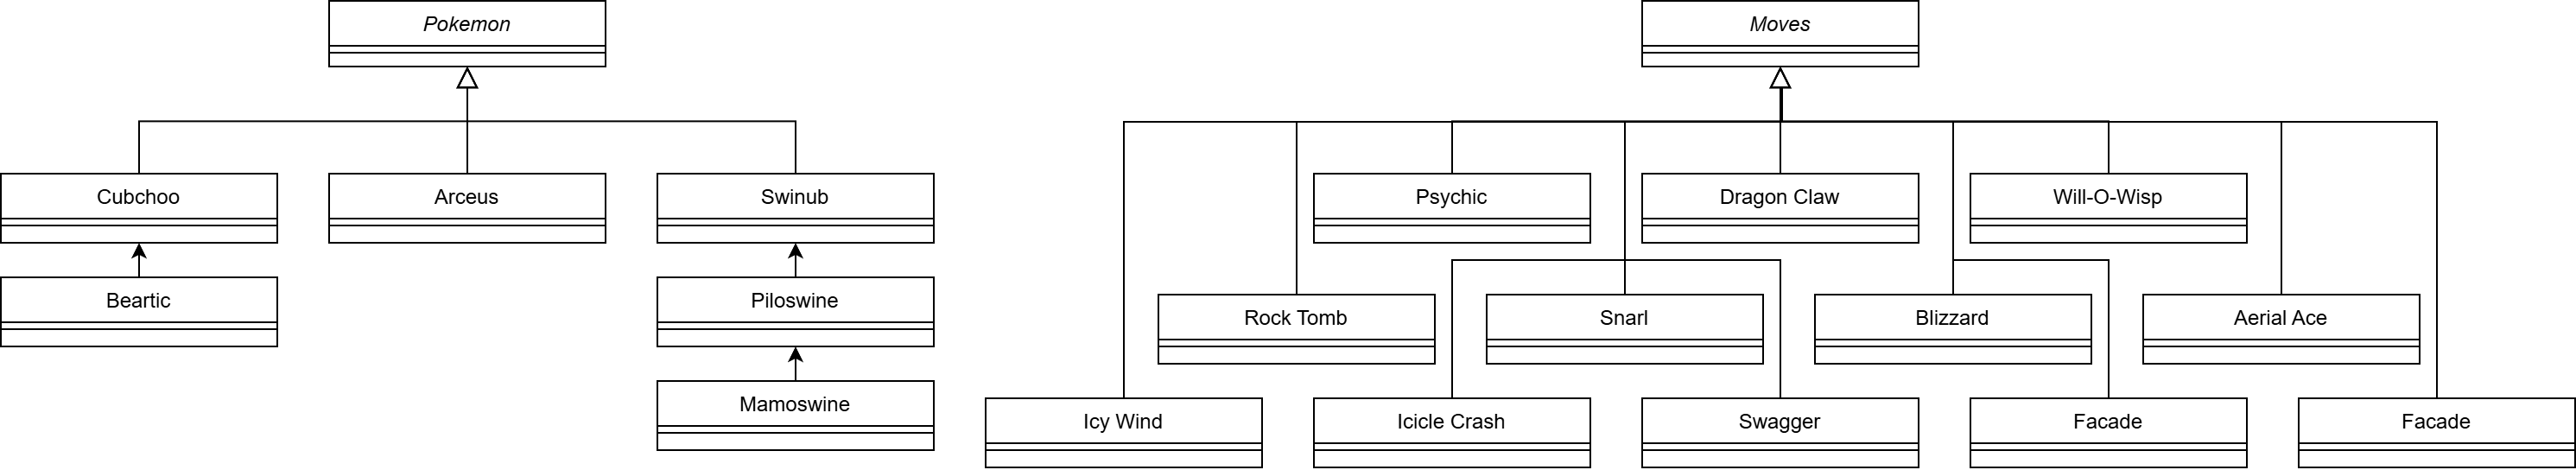 Pokemon
Moves
Cubchoo
Arceus
Swinub
Psychic
Dragon Claw
Will-O-Wisp
Beartic
Piloswine
Rock Tomb
Snarl
Blizzard
Aerial Ace
Mamoswine
Icy Wind
Icicle Crash
Swagger
Facade
Facade